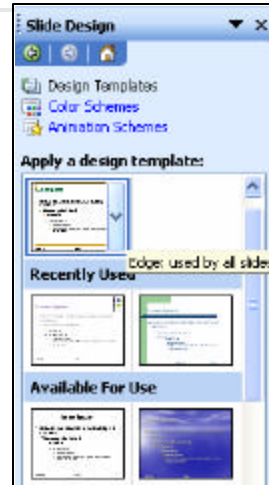 Slide Design
Design Templates
Color Schemes
Animation Schemes
Apply a design template:
Edge: used by all slides
Recently Used
Available For Use